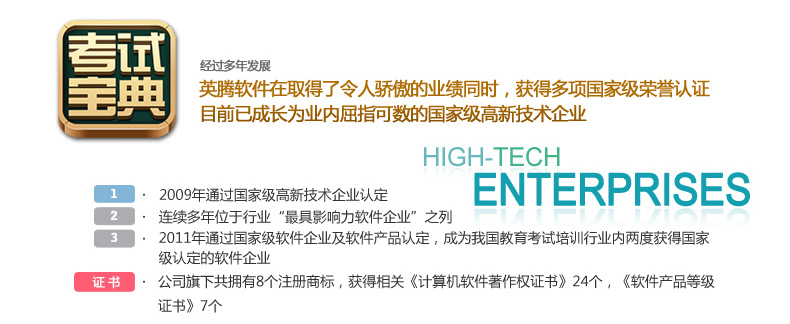 考试
宝典
经过多年发展
英腾软件在取得了令人骄傲的业绩同时，获得多项国家级荣誉认证
目前已成长为业内屈指可数的国家级高新技术企业
HIGH-TECH
ENTERPRISES
1 · 2009年通过国家级高新技术企业认定
2 · 连续多年位于行业“最具影响力软件企业”之列
3 · 2011年通过国家级软件企业及软件产品认定，成为我国教育考试培训行业内两度获得国家
级认定的软件企业
证书 · 公司旗下共拥有8个注册商标，获得相关《计算机软件著作权证书》24个，《软件产品等级
证书》7个